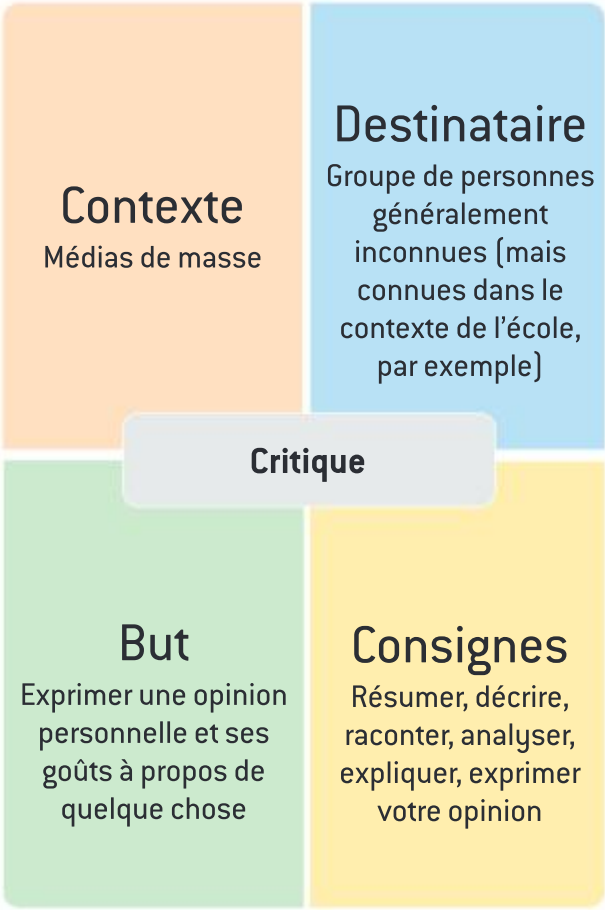 Contexte
Médias de masse
Destinataire
Groupe de personnes
généralement
inconnues (mais
connues dans le
contexte de l'école,
par exemple)
Critique
But
Exprimer une opinion
personnelle et ses
goûts à propos de
quelque chose
Consignes
Résumer, décrire,
raconter, analyser,
expliquer, exprimer
votre opinion